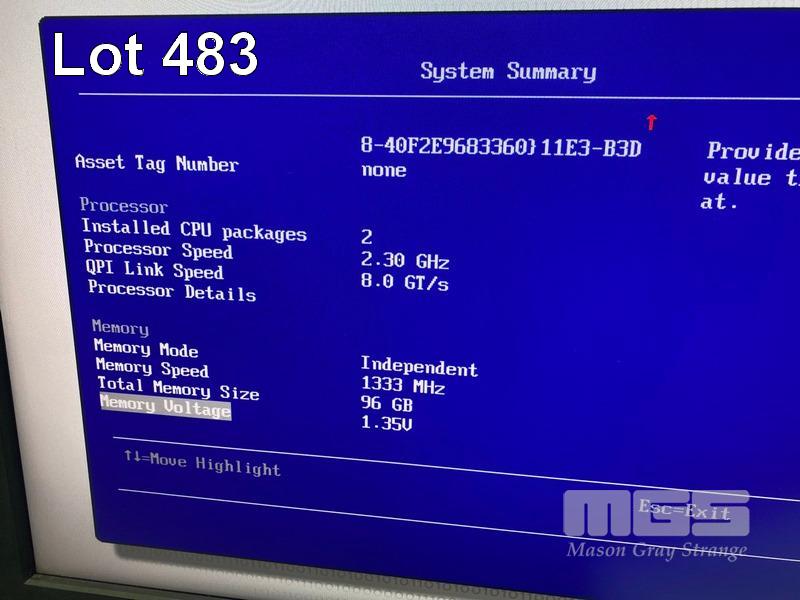 Lot 483
System Summary
↑
8-40F2E9683360}11E3-B3D
Asset Tag Number none
Provide
value t
at.
Processor
Installed CPU packages 2
Processor Speed 2.30 GHz
QPI Link Speed 8.0 GT/s
Processor Details
Memory
Memory Mode Independent
Memory Speed 1333 MHz
Total Memory Size 96 GB
Memory Voltage 1.35V
↑↓=Move Highlight
Esc=Exit
MGS
Mason Gray Strange